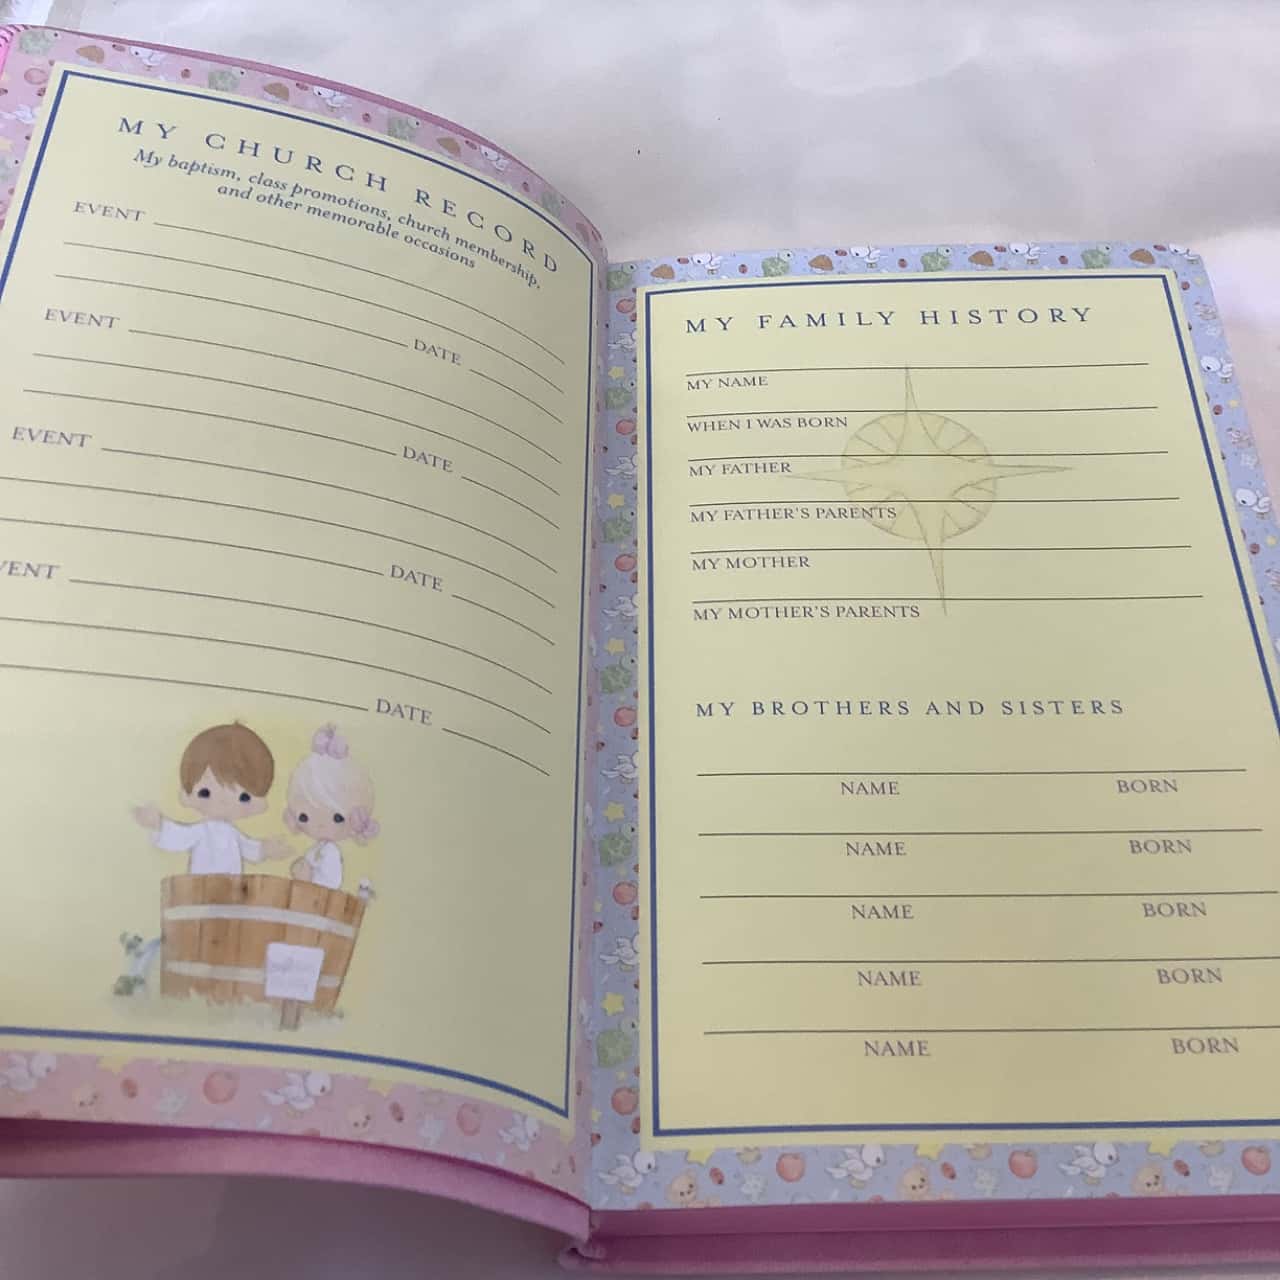 MY CHURCH RECORD
My baptism, class promotions, church membership,
and other memorable occasions
EVENT
DATE
EVENT
DATE
EVENT
DATE
EVENT
DATE
MY FAMILY HISTORY
MY NAME
WHEN I WAS BORN
MY FATHER
MY FATHER'S PARENTS
MY MOTHER
MY MOTHER'S PARENTS
MY BROTHERS AND SISTERS
NAME BORN
NAME BORN
NAME BORN
NAME BORN
NAME BORN